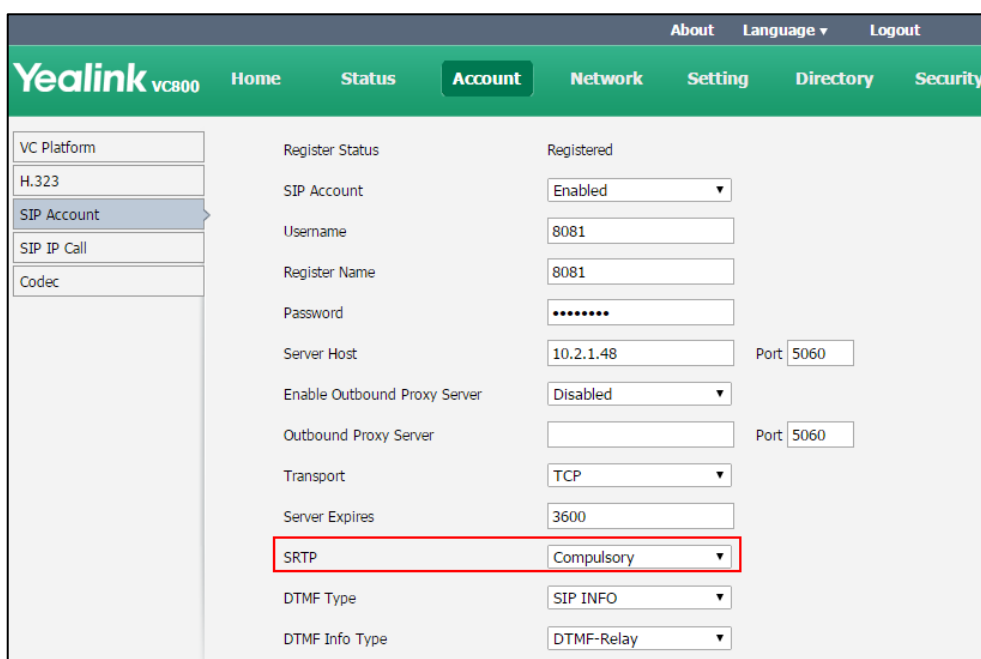 About Language ▾ Logout
Yealink VC800 Home Status Account Network Setting Directory Security
VC Platform
H.323
SIP Account
SIP IP Call
Codec
Register Status Registered
SIP Account Enabled
Username 8081
Register Name 8081
Password ••••••••
Server Host 10.2.1.48 Port 5060
Enable Outbound Proxy Server Disabled
Outbound Proxy Server Port 5060
Transport TCP
Server Expires 3600
SRTP Compulsory
DTMF Type SIP INFO
DTMF Info Type DTMF-Relay